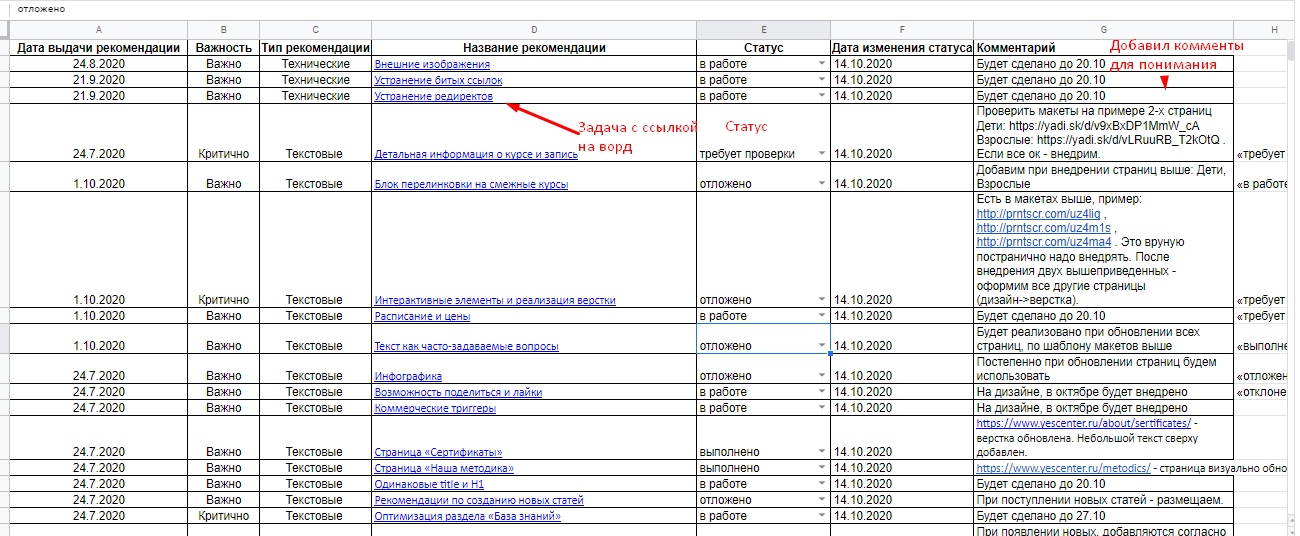 отложено
A B C D E F G H
Дата выдачи рекомендации Важность Тип рекомендации Название рекомендации Статус Дата изменения статуса Комментарий
Добавил комменты
для понимания
24.8.2020 Важно Технические Внешние изображения в работе 14.10.2020 Будет сделано до 20.10
21.9.2020 Важно Технические Устранение битых ссылок в работе 14.10.2020 Будет сделано до 20.10
21.9.2020 Важно Технические Устранение редиректов в работе 14.10.2020 Будет сделано до 20.10
Задача с ссылкой
на ворд
Статус
Проверить макеты на примере 2-х страниц
Дети: https://yadi.sk/d/v9xBxDP1MmW_cA
Взрослые: https://yadi.sk/d/vLRuuRB_T2kOtQ .
24.7.2020 Критично Текстовые Детальная информация о курсе и запись требует проверки 14.10.2020 Если все ок - внедрим. «требует
Добавим при внедрении страниц выше: Дети,
1.10.2020 Важно Текстовые Блок перелинковки на смежные курсы отложено 14.10.2020 Взрослые «в работе
Есть в макетах выше, пример:
http://prntscr.com/uz4liq ,
http://prntscr.com/uz4m1s ,
http://prntscr.com/uz4ma4 . Это вруную
постранично надо внедрять. После
внедрения двух вышеприведенных -
оформим все другие страницы
1.10.2020 Критично Текстовые Интерактивные элементы и реализация верстки отложено 14.10.2020 (дизайн->верстка). «требует
1.10.2020 Важно Текстовые Расписание и цены в работе 14.10.2020 Будет сделано до 20.10 «требует
Будет реализовано при обновлении всех
1.10.2020 Важно Текстовые Текст как часто-задаваемые вопросы отложено 14.10.2020 страниц, по шаблону макетов выше «выполне
Постепенно при обновлении страниц будем
24.7.2020 Важно Текстовые Инфографика отложено 14.10.2020 использовать «отложен
24.7.2020 Важно Текстовые Возможность поделиться и лайки в работе 14.10.2020 На дизайне, в октябре будет внедрено «отклоне
24.7.2020 Важно Текстовые Коммерческие триггеры в работе 14.10.2020 На дизайне, в октябре будет внедрено
https://www.yescenter.ru/about/sertificates/ -
верстка обновлена. Небольшой текст сверху
24.7.2020 Важно Текстовые Страница «Сертификаты» выполнено 14.10.2020 добавлен.
24.7.2020 Важно Текстовые Страница «Наша методика» выполнено 14.10.2020 https://www.yescenter.ru/metodics/ - страница визуально обно
24.7.2020 Важно Текстовые Одинаковые title и H1 в работе 14.10.2020 Будет сделано до 20.10
24.7.2020 Важно Текстовые Рекомендации по созданию новых статей отложено 14.10.2020 При поступлении новых статей - размещаем.
24.7.2020 Критично Текстовые Оптимизация раздела «База знаний» в работе 14.10.2020 Будет сделано до 27.10
При появлении новых, добавляются согласно